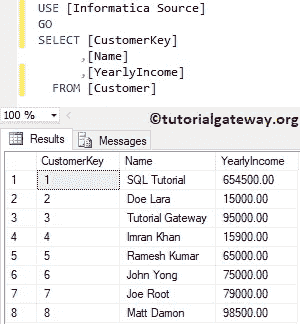 USE [Informatica Source]
GO
SELECT [CustomerKey]
,[Name]
,[YearlyIncome]
FROM [Customer]
100 %
©tutorialgateway.org
Results Messages
CustomerKey Name YearlyIncome
1 1 SQL Tutorial 654500.00
2 2 Doe Lara 15000.00
3 3 Tutorial Gateway 95000.00
4 4 Imran Khan 15900.00
5 5 Ramesh Kumar 65000.00
6 6 John Yong 75000.00
7 7 Joe Root 79000.00
8 8 Matt Damon 98500.00